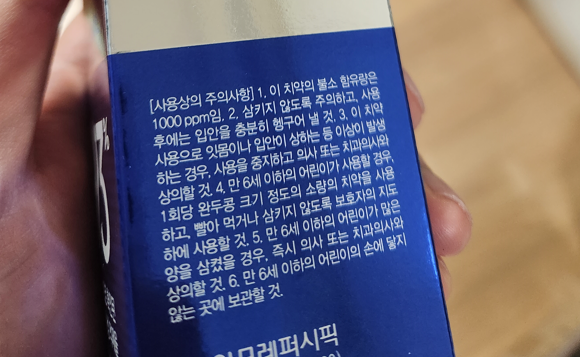 [사용상의 주의사항] 1. 이 치약의 불소 함유량은
1000 ppm임, 2. 삼키지 않도록 주의하고, 사용
후에는 입안을 충분히 헹구어 낼 것. 3. 이 치약
사용으로 잇몸이나 입안이 상하는 등 이상이 발생
하는 경우, 사용을 중지하고 의사 또는 치과의사와
상의할 것. 4. 만 6세 이하의 어린이가 사용할 경우,
1회당 완두콩 크기 정도의 소량의 치약을 사용
하고, 빨아 먹거나 삼키지 않도록 보호자의 지도
하에 사용할 것. 5. 만 6세 이하의 어린이가 많은
양을 삼켰을 경우, 즉시 의사 또는 치과의사와
상의할 것. 6. 만 6세 이하의 어린이의 손에 닿지
않는 곳에 보관할 것.
아모레퍼시픽